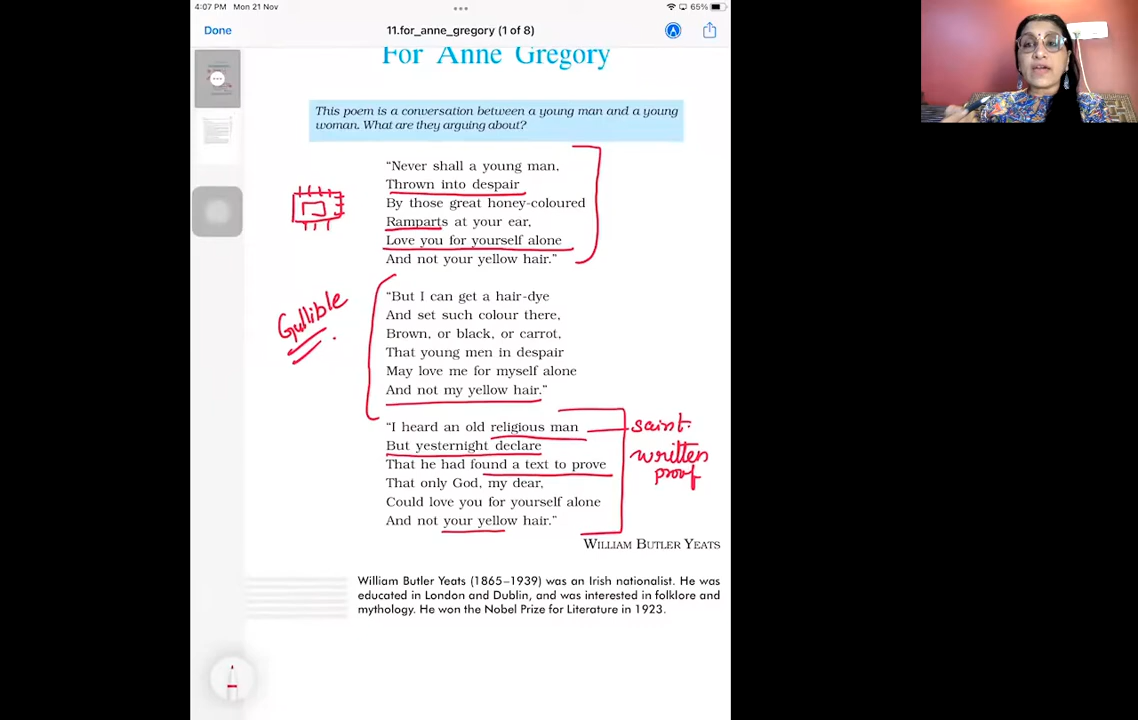 4:07 PM Mon 21 Nov
65%
Done
11.for_anne_gregory (1 of 8)
For Anne Gregory
This poem is a conversation between a young man and a young
woman. What are they arguing about?
“Never shall a young man,
Thrown into despair
By those great honey-coloured
Ramparts at your ear,
Love you for yourself alone
And not your yellow hair.”
Gullible
“But I can get a hair-dye
And set such colour there,
Brown, or black, or carrot,
That young men in despair
May love me for myself alone
And not my yellow hair.”
“I heard an old religious man
But yesternight declare
That he had found a text to prove
That only God, my dear,
Could love you for yourself alone
And not your yellow hair.”
saint.
written
proof
WILLIAM BUTLER YEATS
William Butler Yeats (1865–1939) was an Irish nationalist. He was
educated in London and Dublin, and was interested in folklore and
mythology. He won the Nobel Prize for Literature in 1923.